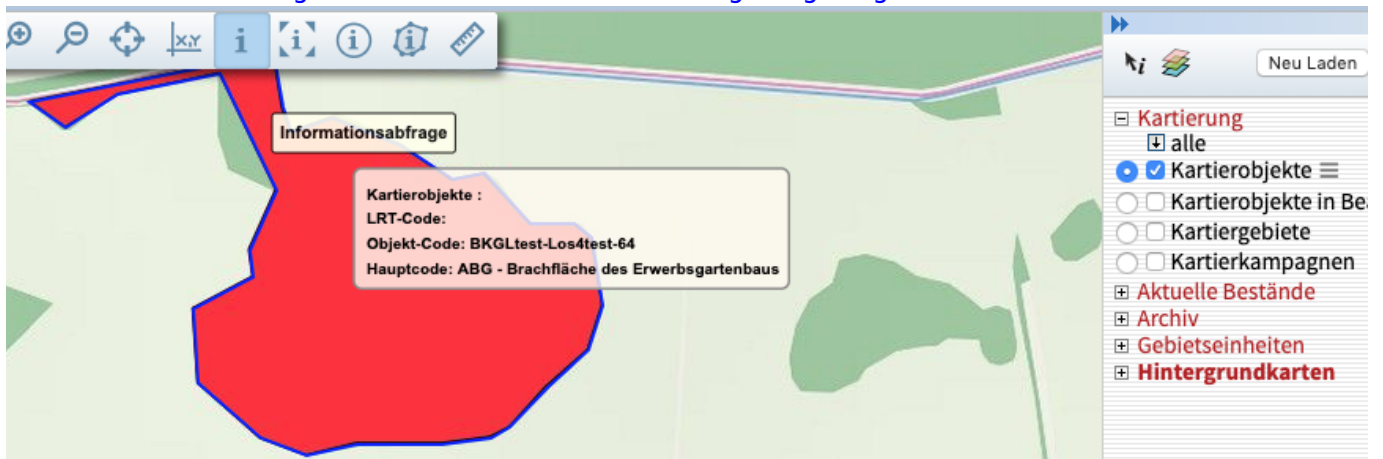 x,y
i
i
i
i
Informationsabfrage
Kartierobjekte :
LRT-Code:
Objekt-Code: BKGLtest-Los4test-64
Hauptcode: ABG - Brachfläche des Erwerbsgartenbaus
i
Neu Laden
Kartierung
alle
Kartierobjekte
Kartierobjekte in Be
Kartiergebiete
Kartierkampagnen
Aktuelle Bestände
Archiv
Gebietseinheiten
Hintergrundkarten